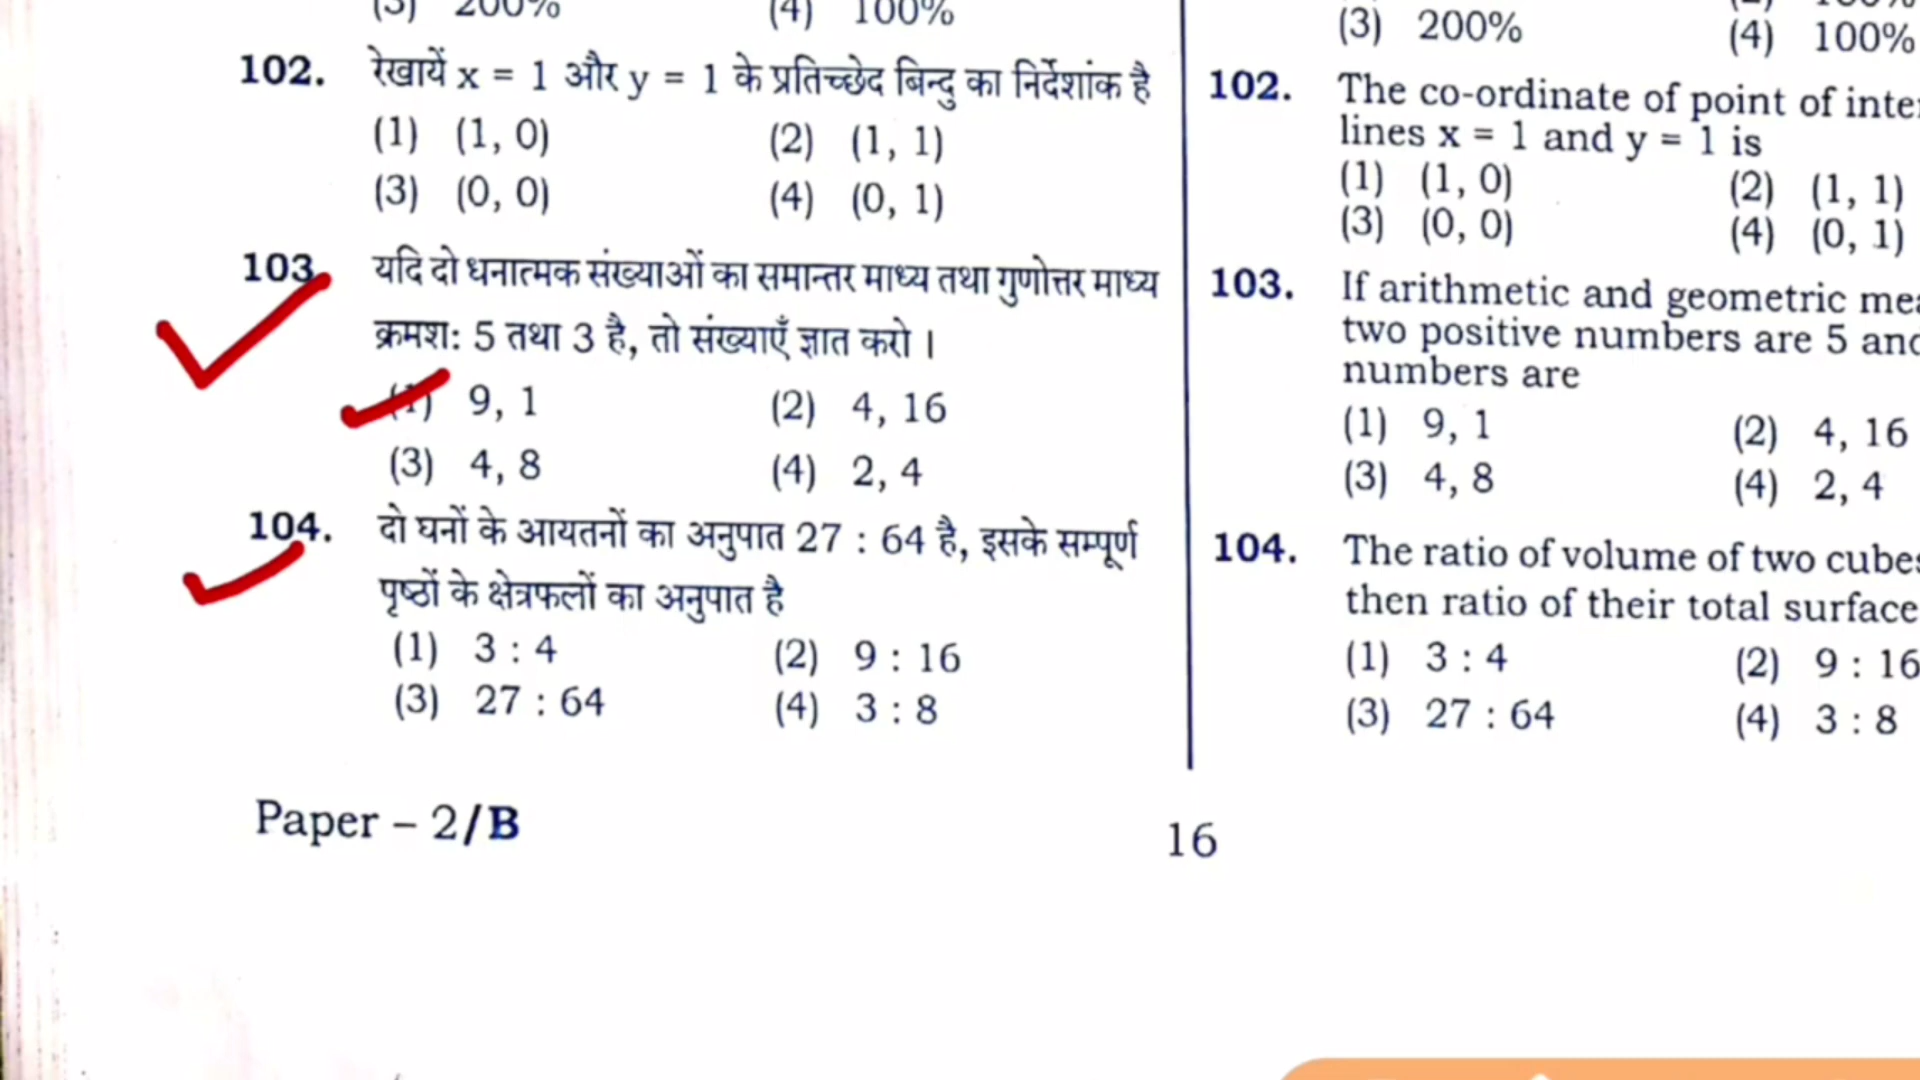 (3) 200% (4) 100%
102. रेखायें x = 1 और y = 1 के प्रतिच्छेद बिन्दु का निर्देशांक है
(1) (1, 0) (2) (1, 1)
(3) (0, 0) (4) (0, 1)
103. यदि दो धनात्मक संख्याओं का समान्तर माध्य तथा गुणोत्तर माध्य
क्रमश: 5 तथा 3 है, तो संख्याएँ ज्ञात करो ।
(1) 9, 1 (2) 4, 16
(3) 4, 8 (4) 2, 4
104. दो घनों के आयतनों का अनुपात 27 : 64 है, इसके सम्पूर्ण
पृष्ठों के क्षेत्रफलों का अनुपात है
(1) 3 : 4 (2) 9 : 16
(3) 27 : 64 (4) 3 : 8
(3) 200% (4) 100%
102. The co-ordinate of point of
lines x = 1 and y = 1 is
(1) (1, 0) (2) (1, 1)
(3) (0, 0) (4) (0, 1)
103. If arithmetic and geometric
two positive numbers are 5
numbers are
(1) 9, 1 (2) 4, 16
(3) 4, 8 (4) 2, 4
104. The ratio of volume of two
then ratio of their total surface
(1) 3 : 4 (2) 9 : 16
(3) 27 : 64 (4) 3 : 8
Paper – 2/B
16